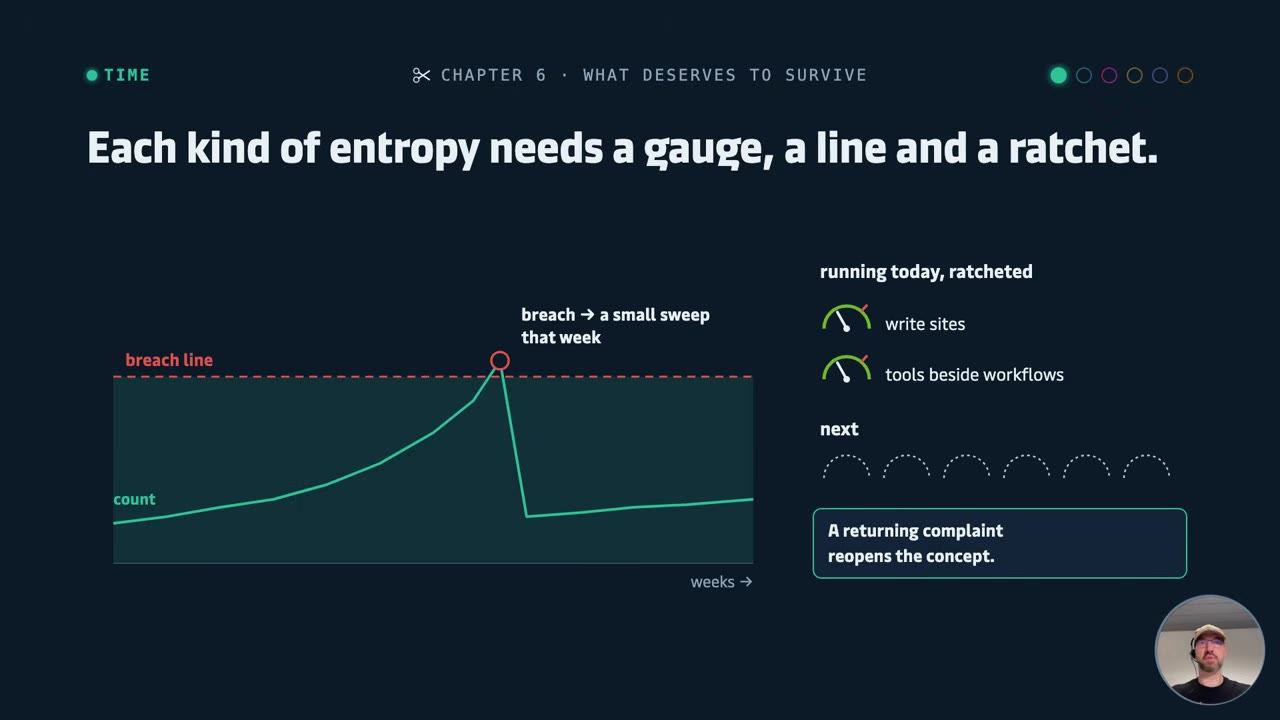 TIME
CHAPTER 6 · WHAT DESERVES TO SURVIVE
Each kind of entropy needs a gauge, a line and a ratchet.
breach → a small sweep
that week
breach line
count
weeks →
running today, ratcheted
write sites
tools beside workflows
next
A returning complaint
reopens the concept.